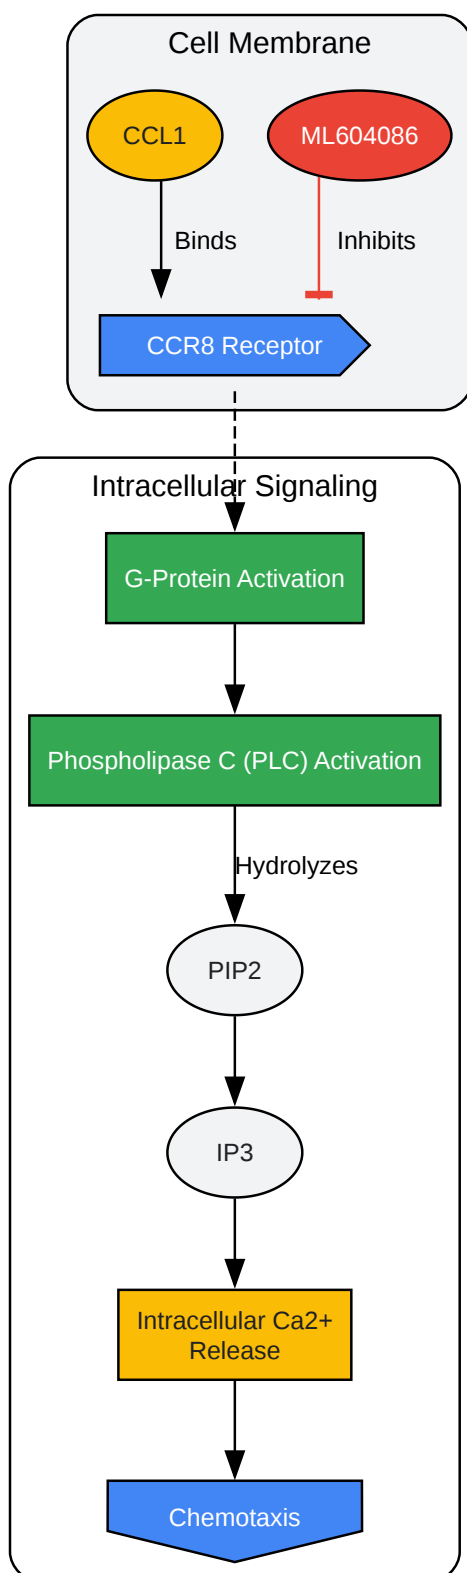 Cell Membrane
CCL1
ML604086
Binds
Inhibits
CCR8 Receptor
Intracellular Signaling
G-Protein Activation
Phospholipase C (PLC) Activation
Hydrolyzes
PIP2
IP3
Intracellular Ca2+
Release
Chemotaxis